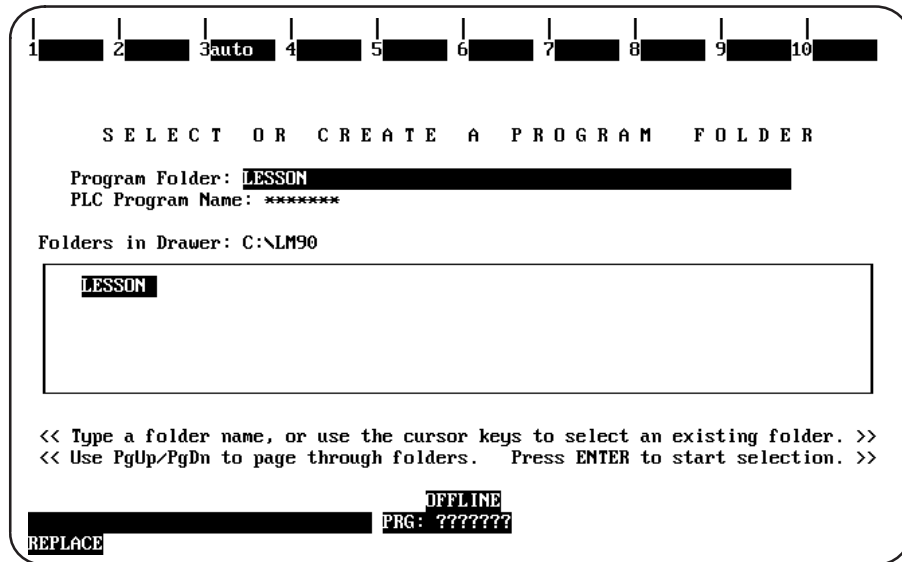 1 2 3auto 4 5 6 7 8 9 10
SELECT OR CREATE A PROGRAM FOLDER
Program Folder: LESSON
PLC Program Name: *******
Folders in Drawer: C:\LM90
LESSON
<< Type a folder name, or use the cursor keys to select an existing folder. >>
<< Use PgUp/PgDn to page through folders. Press ENTER to start selection. >>
OFFLINE
PRG: ???????
REPLACE